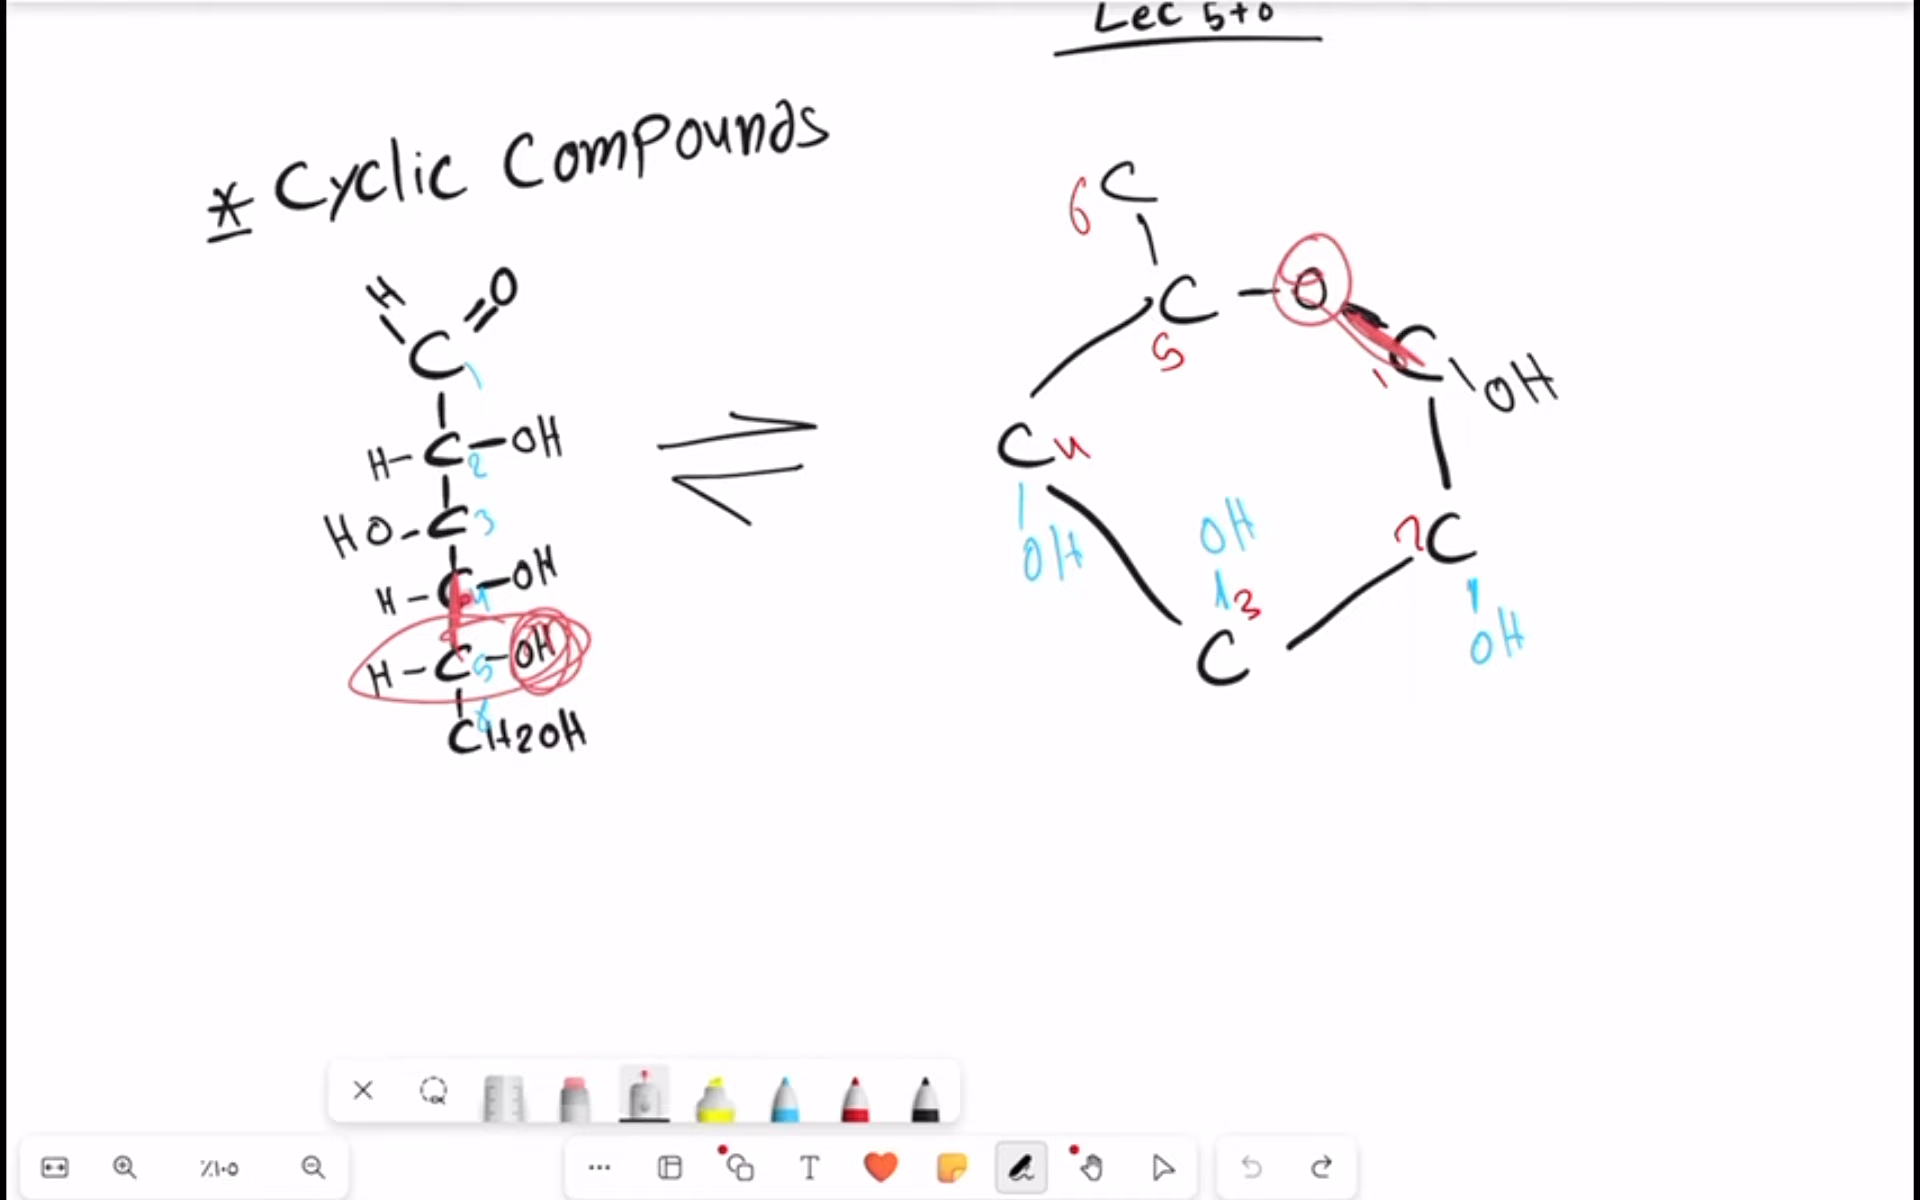 Lec 5+6
* Cyclic Compounds
H
O
C 1
H-C-OH
2
HO-C 3
H-C-OH
4
H-C-OH
5
6
CH2OH
6 C
C-O
5
C OH
1
C 4
OH
OH
3
C
2 C
OH
٪١٠٥
T